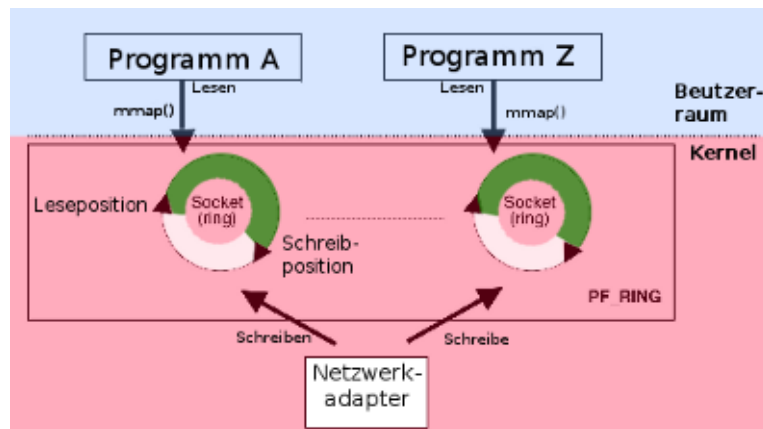 Programm A
Programm Z
Lesen
Lesen
mmap()
mmap()
Beutzer-
raum
Kernel
Leseposition
Socket
(ring)
Socket
(ring)
Schreib-
position
PF_RING
Schreiben
Schreibe
Netzwerk-
adapter